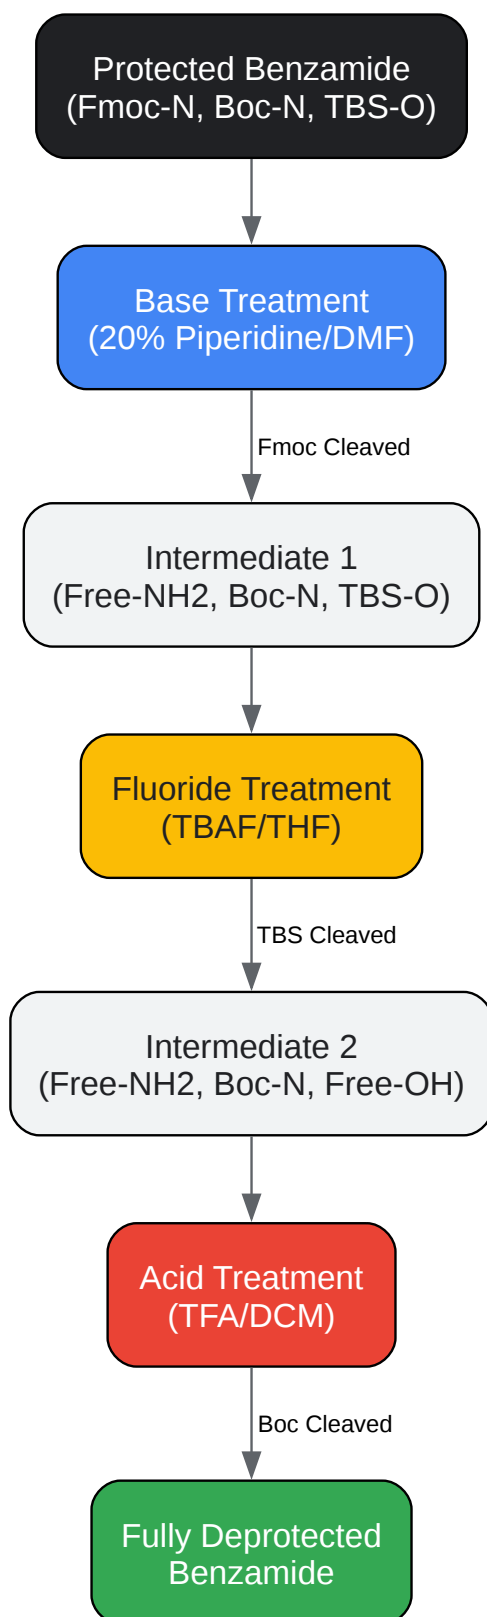 Protected Benzamide
(Fmoc-N, Boc-N, TBS-O)
Base Treatment
(20% Piperidine/DMF)
Fmoc Cleaved
Intermediate 1
(Free-NH2, Boc-N, TBS-O)
Fluoride Treatment
(TBAF/THF)
TBS Cleaved
Intermediate 2
(Free-NH2, Boc-N, Free-OH)
Acid Treatment
(TFA/DCM)
Boc Cleaved
Fully Deprotected
Benzamide